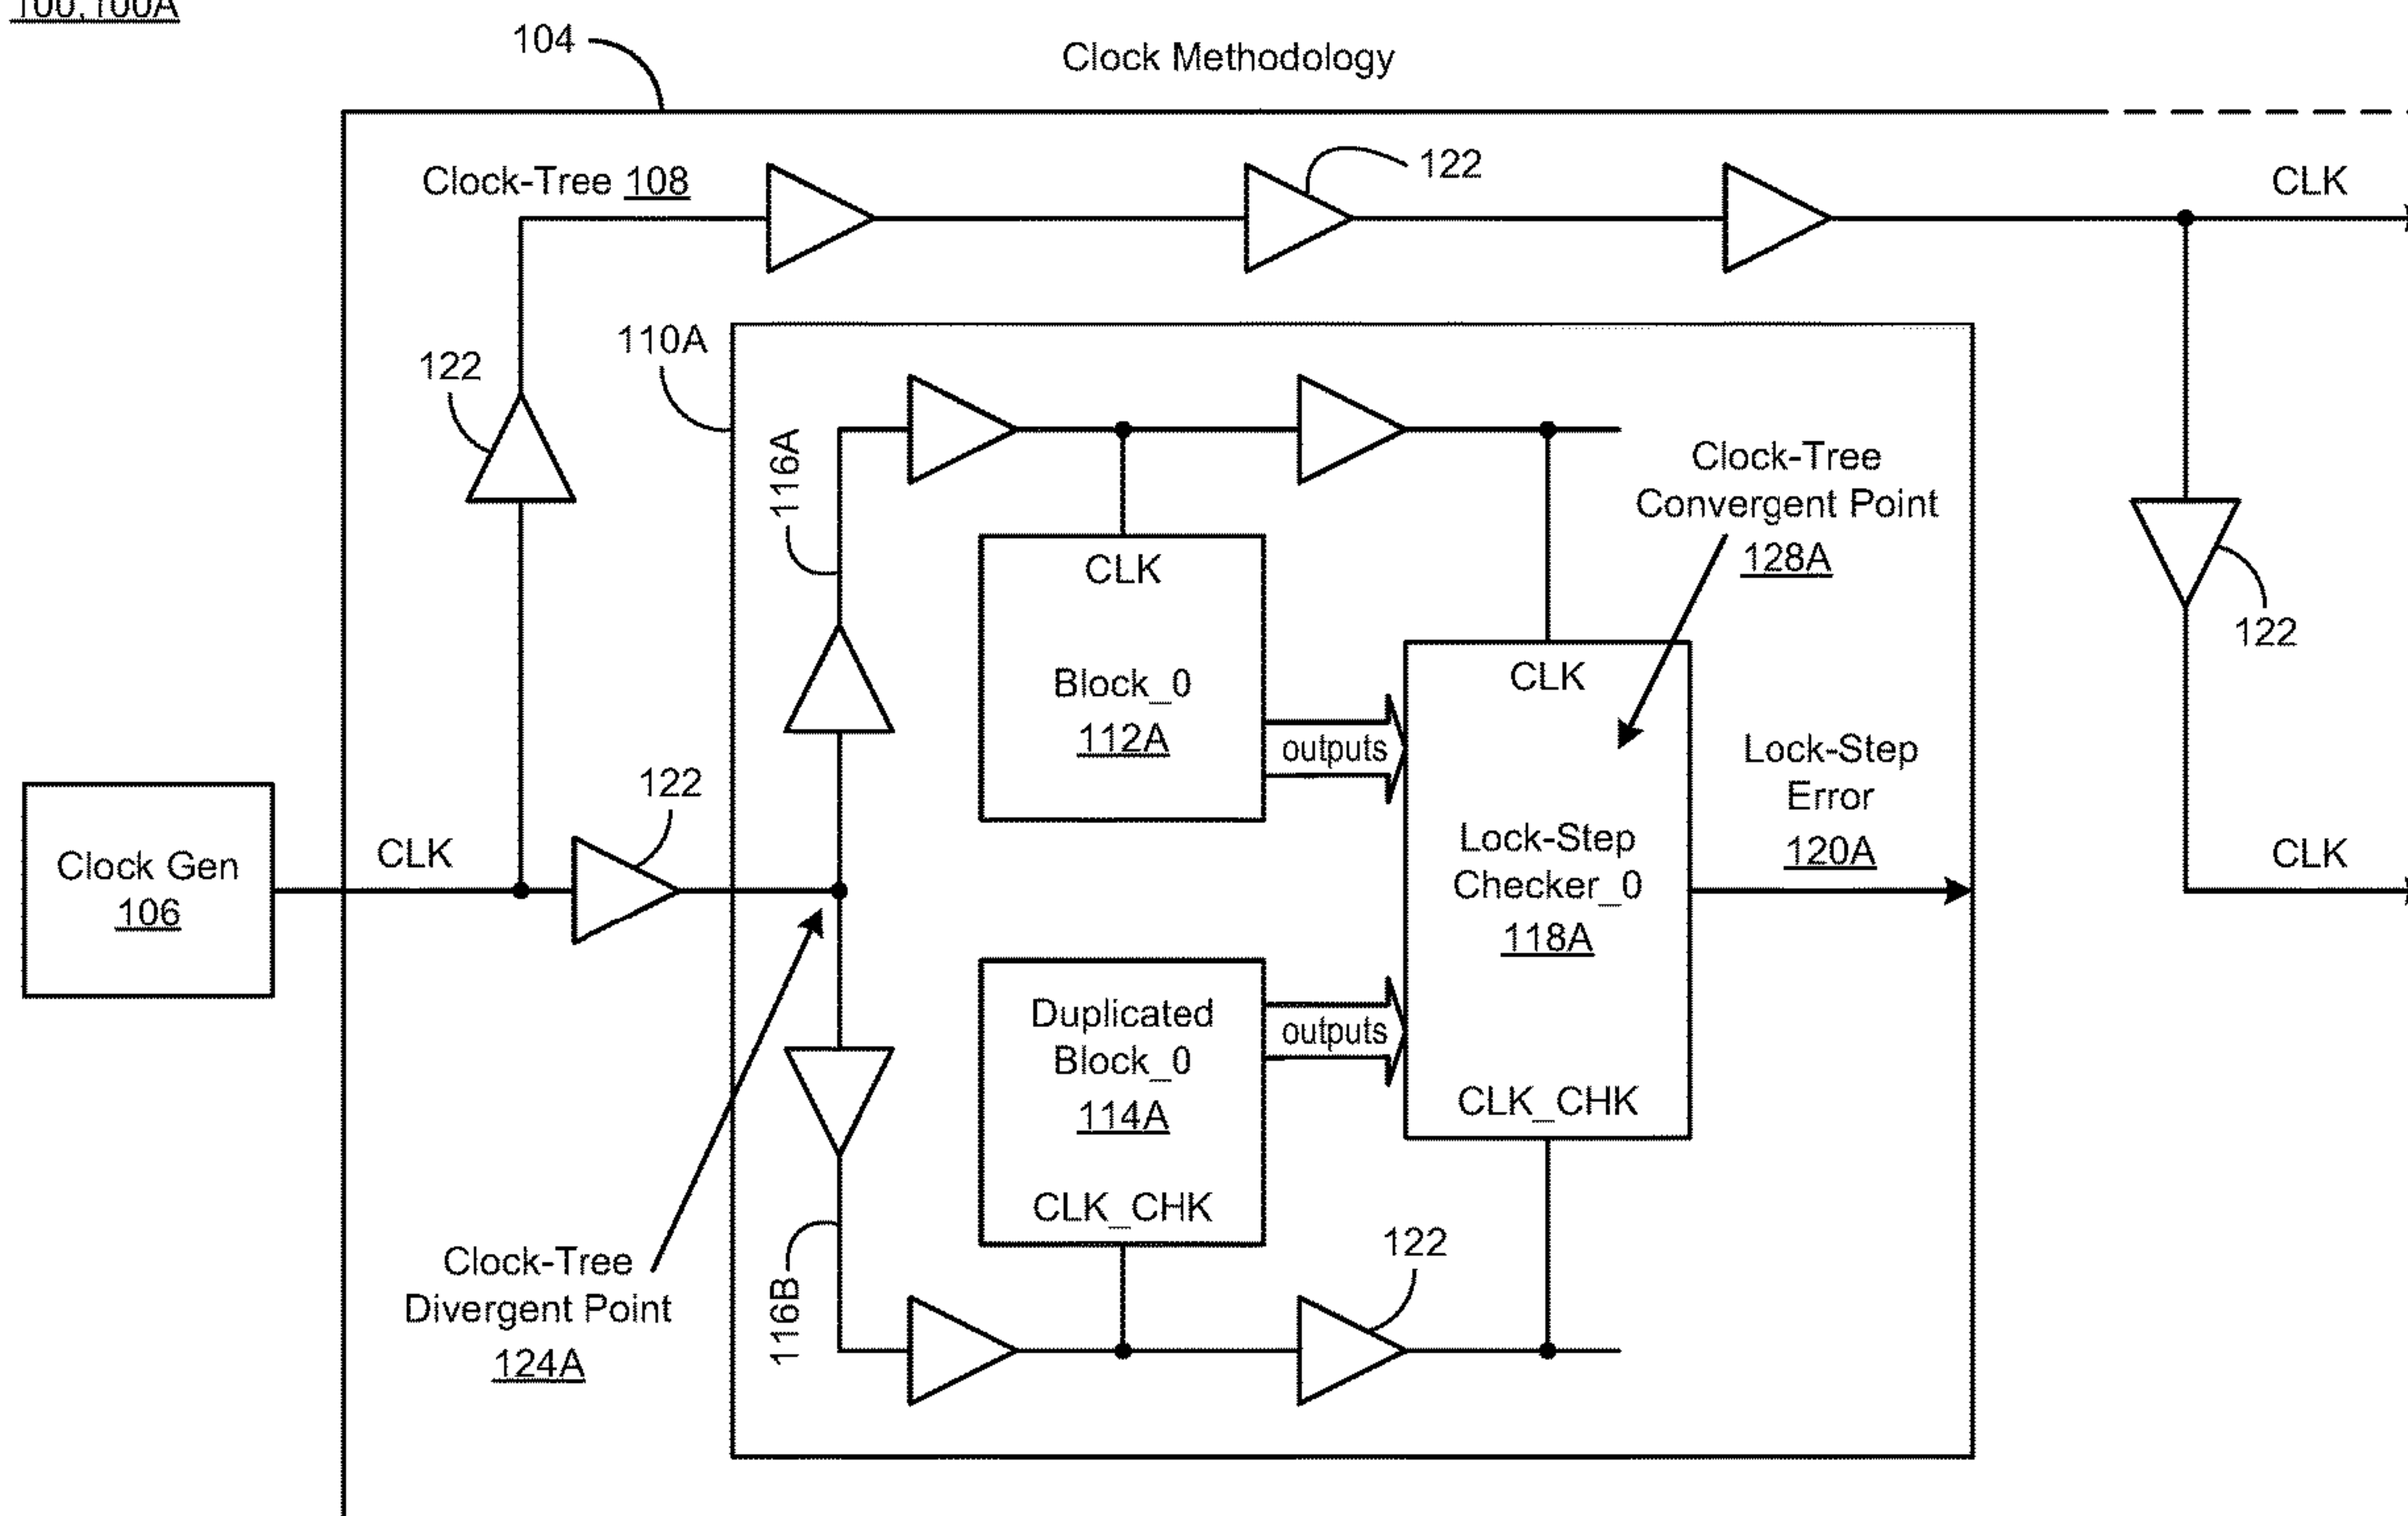 100,100A
104
Clock Methodology
Clock-Tree 108
122
CLK
110A
122
116A
Clock-Tree
Convergent Point
128A
CLK
122
CLK
Block_0
112A
outputs
122
Lock-Step
Error
120A
Clock Gen
106
CLK
Lock-Step
Checker_0
118A
CLK
Duplicated
Block_0
114A
outputs
CLK_CHK
CLK_CHK
122
Clock-Tree
Divergent Point
124A
116B